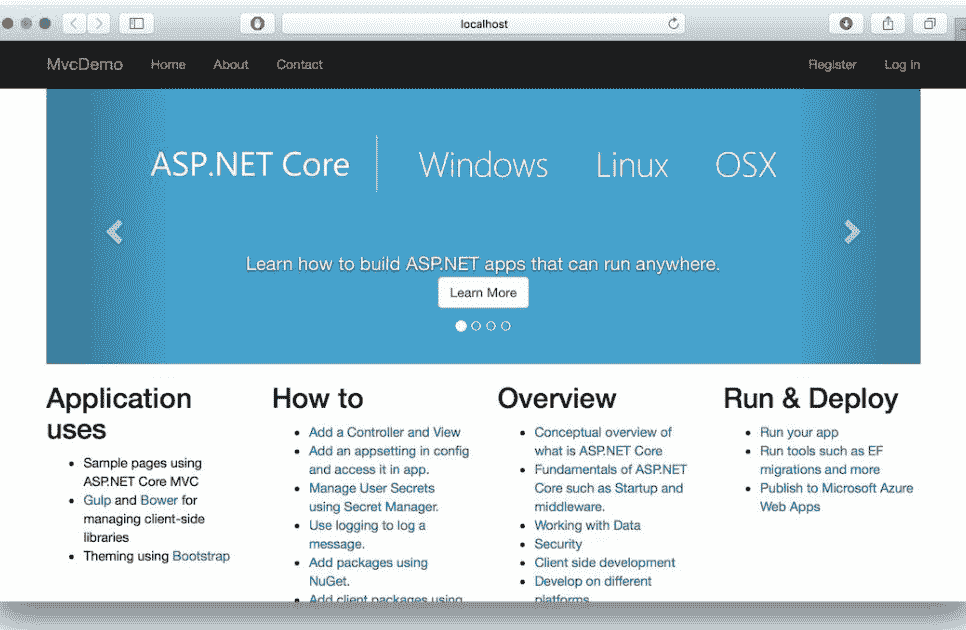 localhost
MvcDemo Home About Contact Register Log in
ASP.NET Core Windows Linux OSX
Learn how to build ASP.NET apps that can run anywhere.
Learn More
Application
uses
Sample pages using
ASP.NET Core MVC
Gulp and Bower for
managing client-side
libraries
Theming using Bootstrap
How to
Add a Controller and View
Add an appsetting in config
and access it in app.
Manage User Secrets
using Secret Manager.
Use logging to log a
message.
Add packages using
NuGet.
Add client packages using
Overview
Conceptual overview of
what is ASP.NET Core
Fundamentals of ASP.NET
Core such as Startup and
middleware.
Working with Data
Security
Client side development
Develop on different
platforms
Run & Deploy
Run your app
Run tools such as EF
migrations and more
Publish to Microsoft Azure
Web Apps